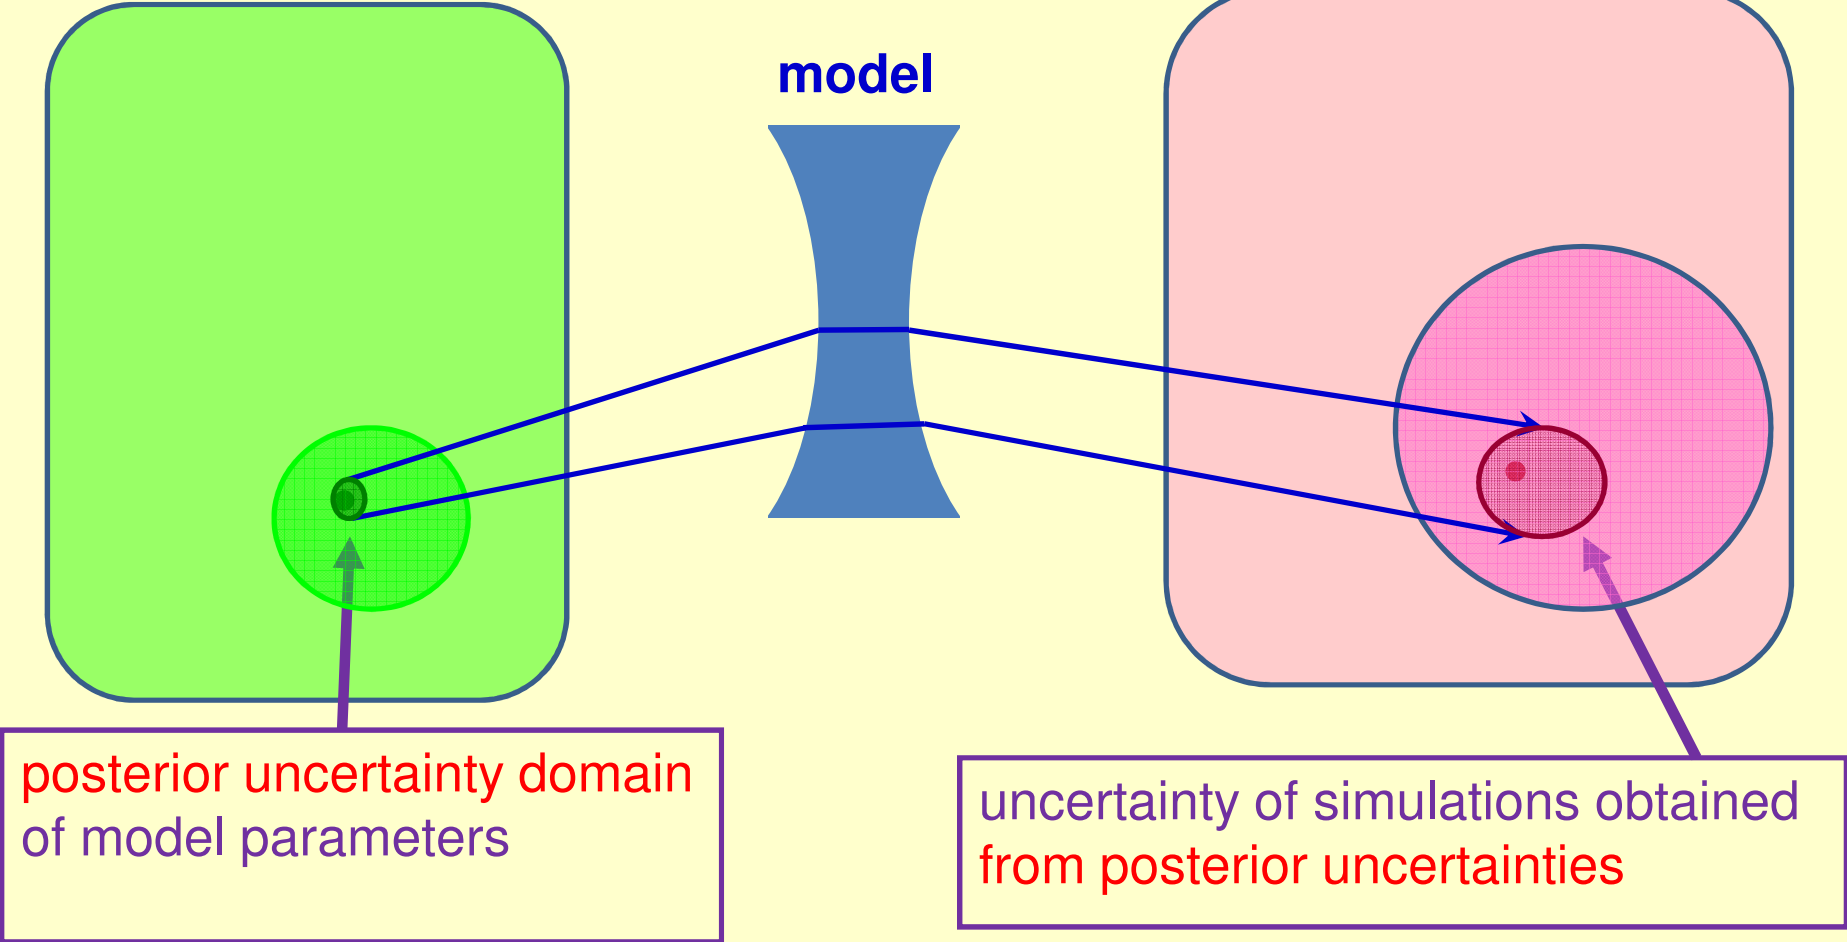 model
posterior uncertainty domain
of model parameters
uncertainty of simulations obtained
from posterior uncertainties